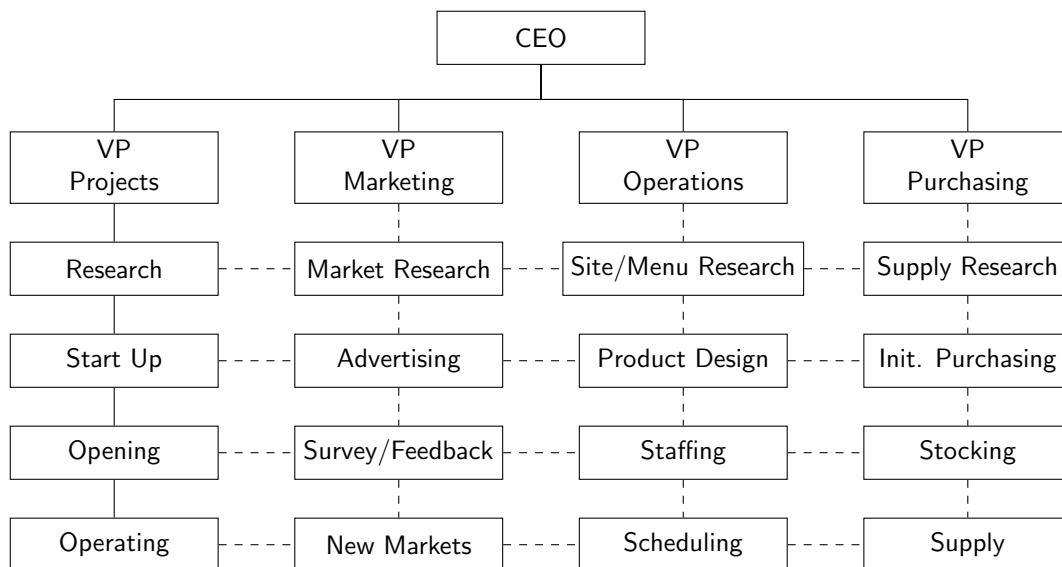 CEO
VP
Projects
VP
Marketing
VP
Operations
VP
Purchasing
Research
Market Research
Site/Menu Research
Supply Research
Start Up
Advertising
Product Design
Init. Purchasing
Opening
Survey/Feedback
Staffing
Stocking
Operating
New Markets
Scheduling
Supply